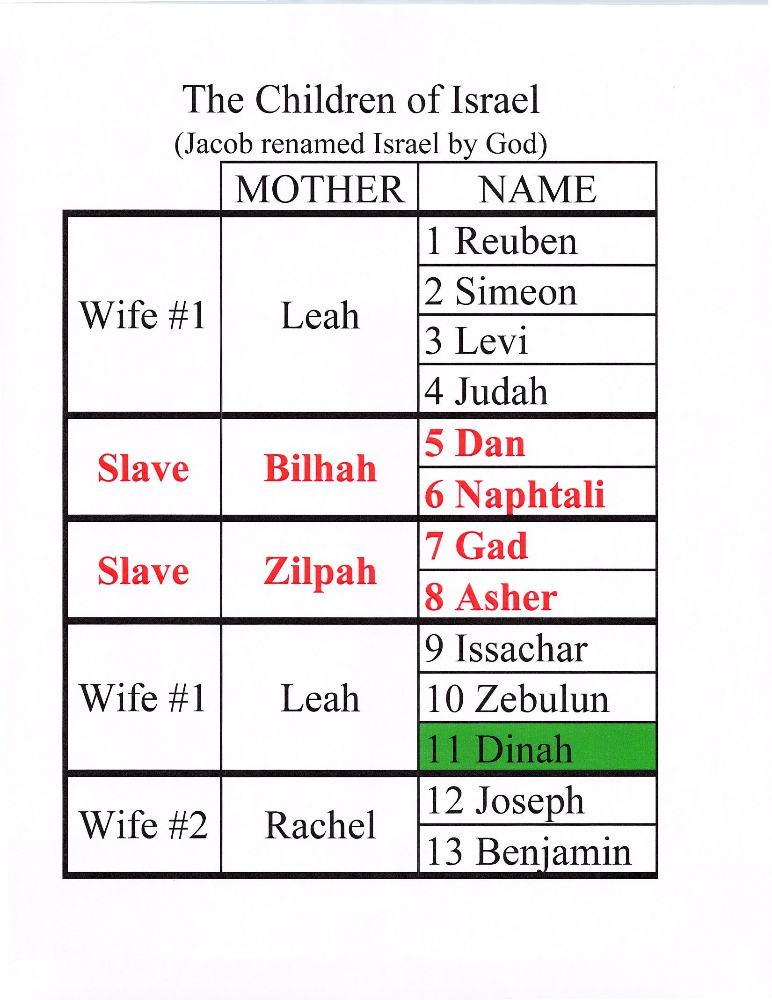 The Children of Israel
(Jacob renamed Israel by God)
MOTHER NAME
Wife #1 Leah
1 Reuben
2 Simeon
3 Levi
4 Judah
Slave Bilhah
5 Dan
6 Naphtali
Slave Zilpah
7 Gad
8 Asher
Wife #1 Leah
9 Issachar
10 Zebulun
11 Dinah
Wife #2 Rachel
12 Joseph
13 Benjamin